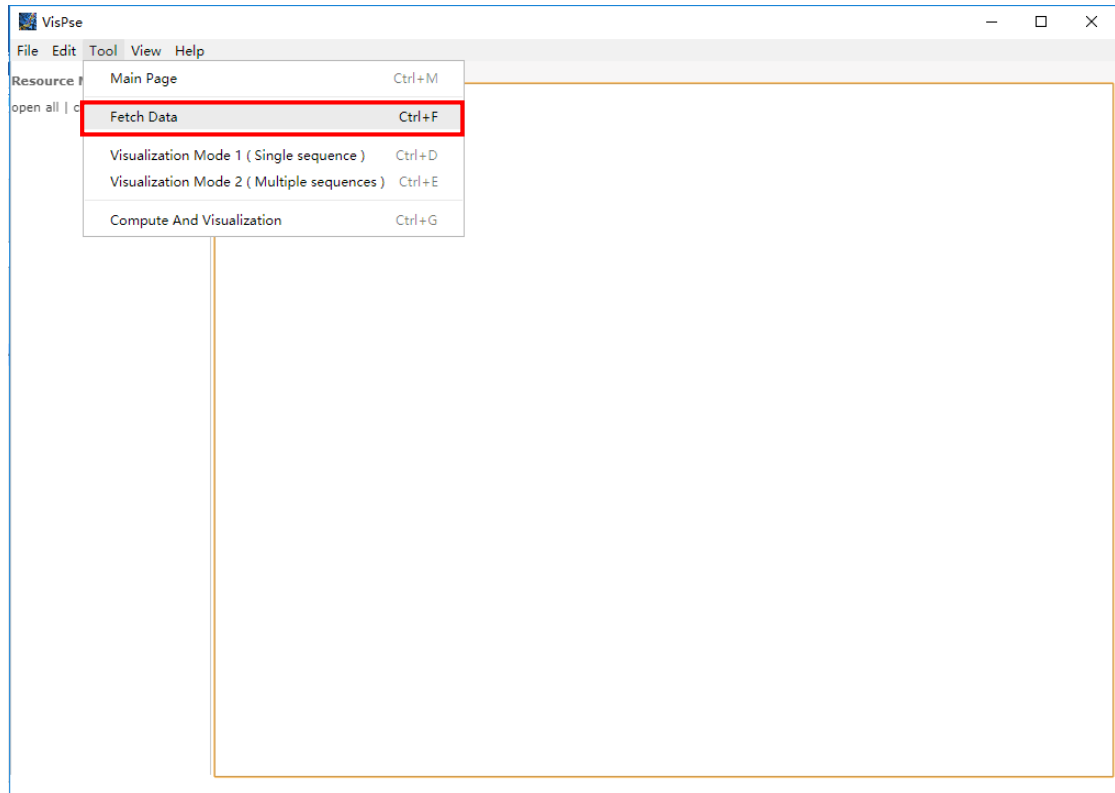 VisPse
File Edit Tool View Help
Resource
open all |
Main Page Ctrl+M
Fetch Data Ctrl+F
Visualization Mode 1 ( Single sequence ) Ctrl+D
Visualization Mode 2 ( Multiple sequences ) Ctrl+E
Compute And Visualization Ctrl+G